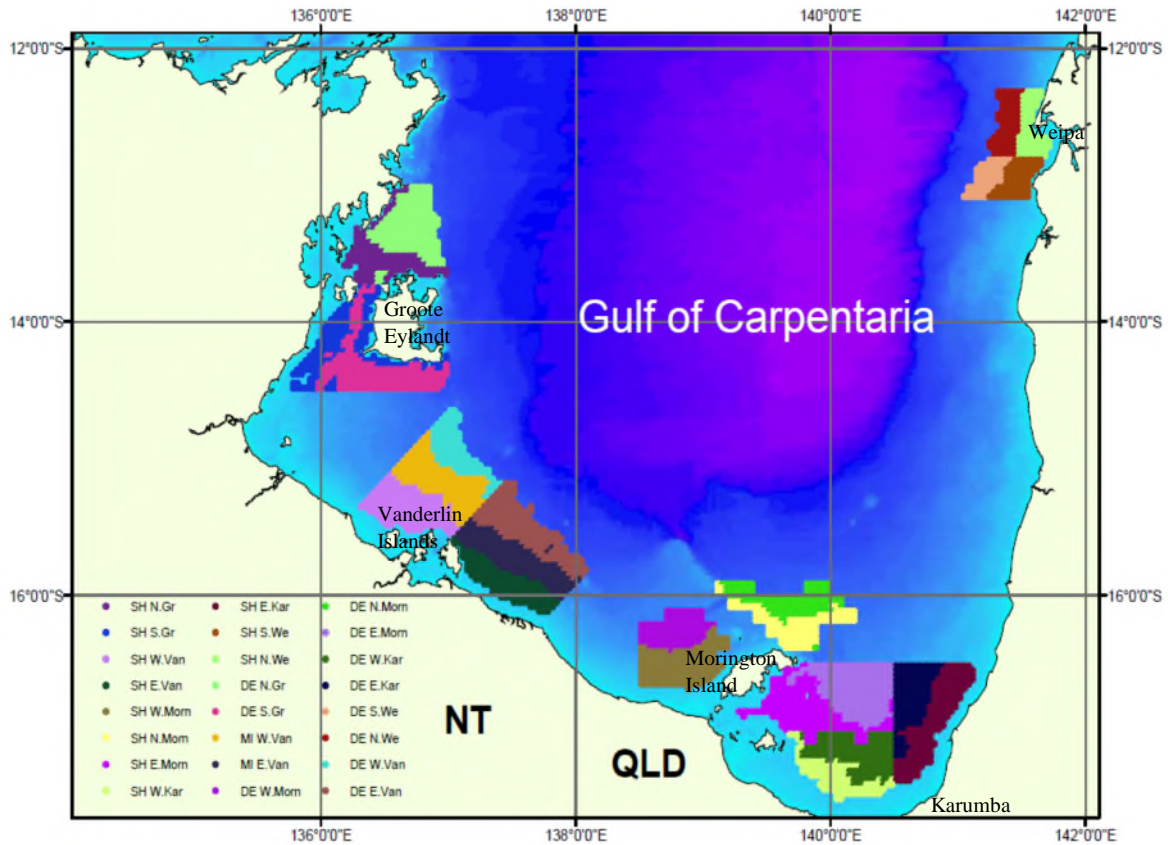 136°0'0"E 138°0'0"E 140°0'0"E 142°0'0"E
12°0'0"S 12°0'0"S
Weipa
Groote
Eylandt
Gulf of Carpentaria
14°0'0"S 14°0'0"S
Vanderlin
Islands
16°0'0"S 16°0'0"S
Morington
Island
SH N.Gr SH E.Kar DE N.Morn
SH S.Gr SH S.We DE E.Morn
SH W.Van SH N.We DE W.Kar
SH E.Van DE N.Gr DE E.Kar
SH W.Morn DE S.Gr DE S.We
SH N.Morn MI W.Van DE N.We
SH E.Morn MI E.Van DE W.Van
SH W.Kar DE W.Morn DE E.Van
NT
QLD
Karumba
136°0'0"E 138°0'0"E 140°0'0"E 142°0'0"E